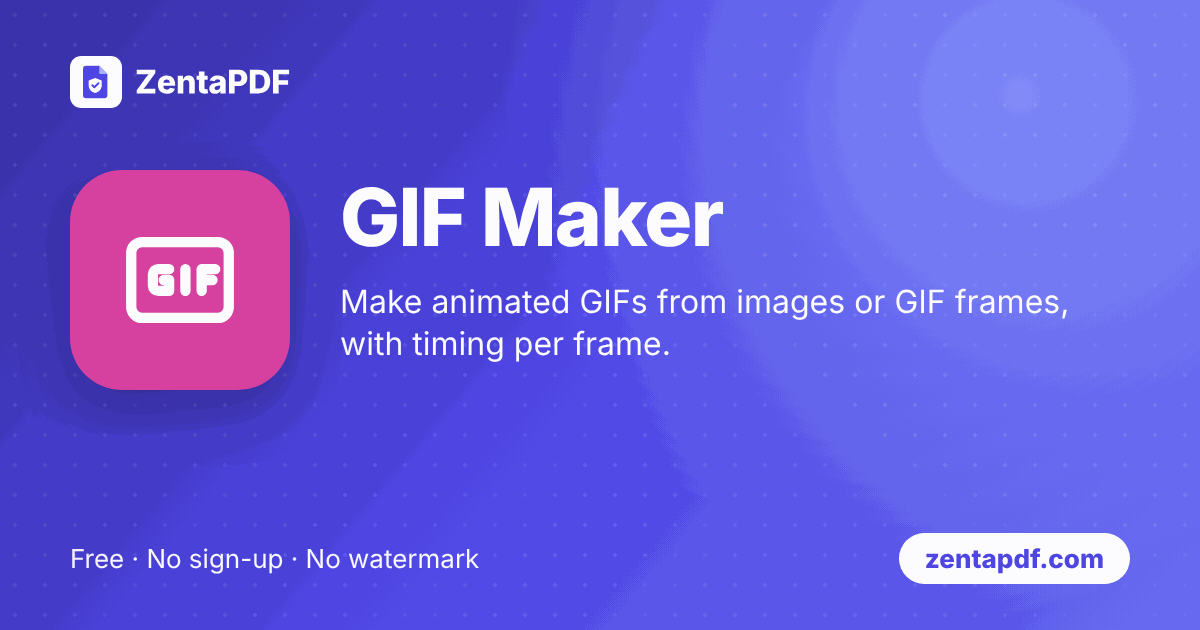 ZentaPDF
GIF
GIF Maker
Make animated GIFs from images or GIF frames,
with timing per frame.
Free · No sign-up · No watermark
zentapdf.com